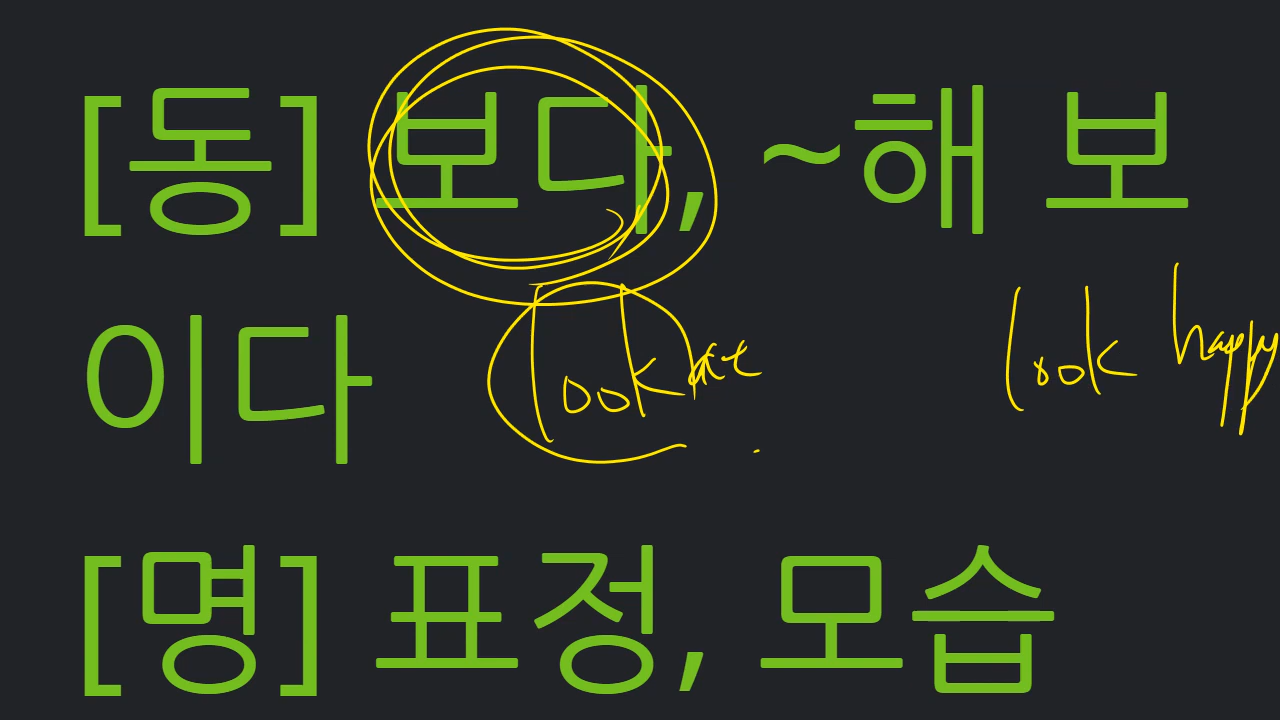 [동] 보다, ~해 보
이다
look at
look happy
[명] 표정, 모습